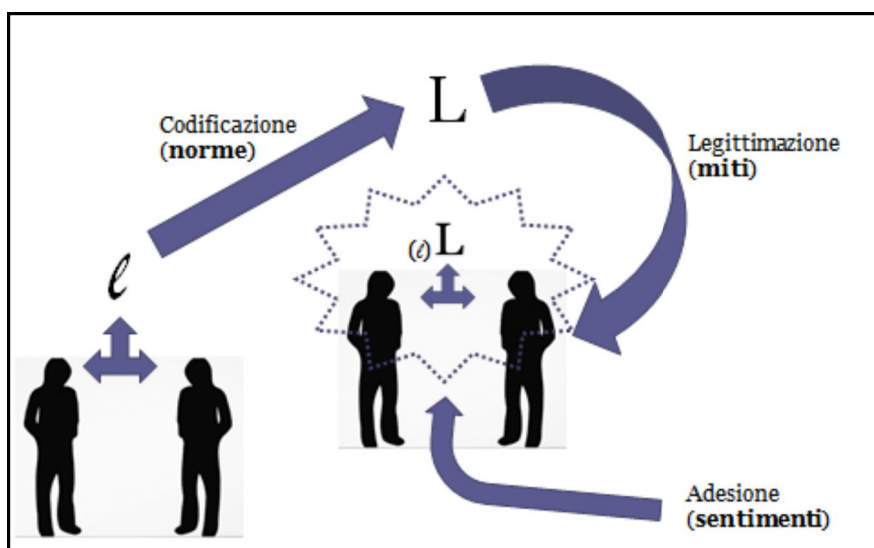 L
Codificazione
(norme)
Legittimazione
(miti)
(ℓ)L
ℓ
Adesione
(sentimenti)